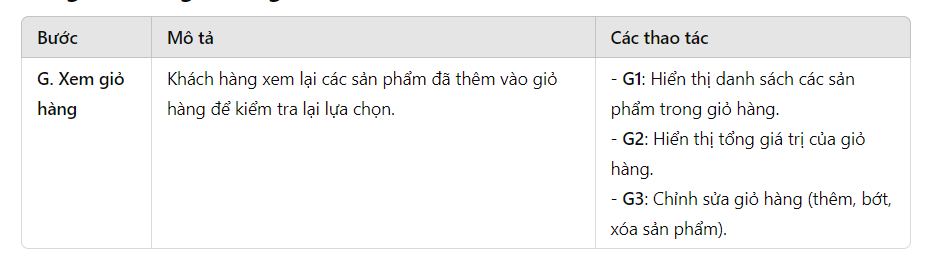 Bước Mô tả Các thao tác
G. Xem giỏ hàng
Khách hàng xem lại các sản phẩm đã thêm vào giỏ
hàng để kiểm tra lại lựa chọn.
- G1: Hiển thị danh sách các sản
phẩm trong giỏ hàng.
- G2: Hiển thị tổng giá trị của giỏ
hàng.
- G3: Chỉnh sửa giỏ hàng (thêm, bớt,
xóa sản phẩm).